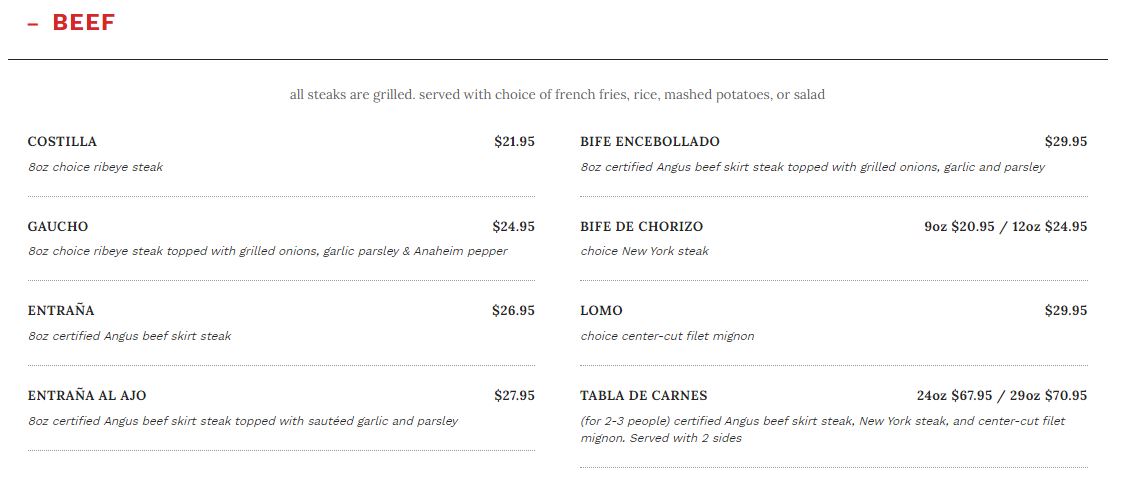 – BEEF
all steaks are grilled. served with choice of french fries, rice, mashed potatoes, or salad
COSTILLA $21.95
8oz choice ribeye steak
GAUCHO $24.95
8oz choice ribeye steak topped with grilled onions, garlic parsley & Anaheim pepper
ENTRAÑA $26.95
8oz certified Angus beef skirt steak
ENTRAÑA AL AJO $27.95
8oz certified Angus beef skirt steak topped with sautéed garlic and parsley
BIFE ENCEBOLLADO $29.95
8oz certified Angus beef skirt steak topped with grilled onions, garlic and parsley
BIFE DE CHORIZO 9oz $20.95 / 12oz $24.95
choice New York steak
LOMO $29.95
choice center-cut filet mignon
TABLA DE CARNES 24oz $67.95 / 29oz $70.95
(for 2-3 people) certified Angus beef skirt steak, New York steak, and center-cut filet
mignon. Served with 2 sides